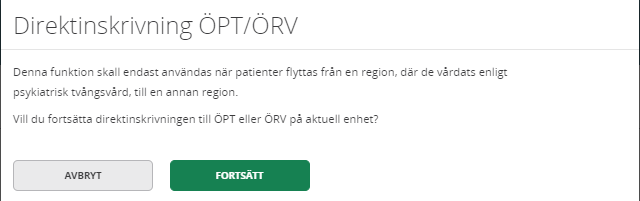 Direktinskrivning ÖPT/ÖRV
Denna funktion skall endast användas när patienter flyttas från en region, där de vårdats enligt
psykiatrisk tvångsvård, till en annan region.
Vill du fortsätta direktinskrivningen till ÖPT eller ÖRV på aktuell enhet?
AVBRYT
FORTSÄTT